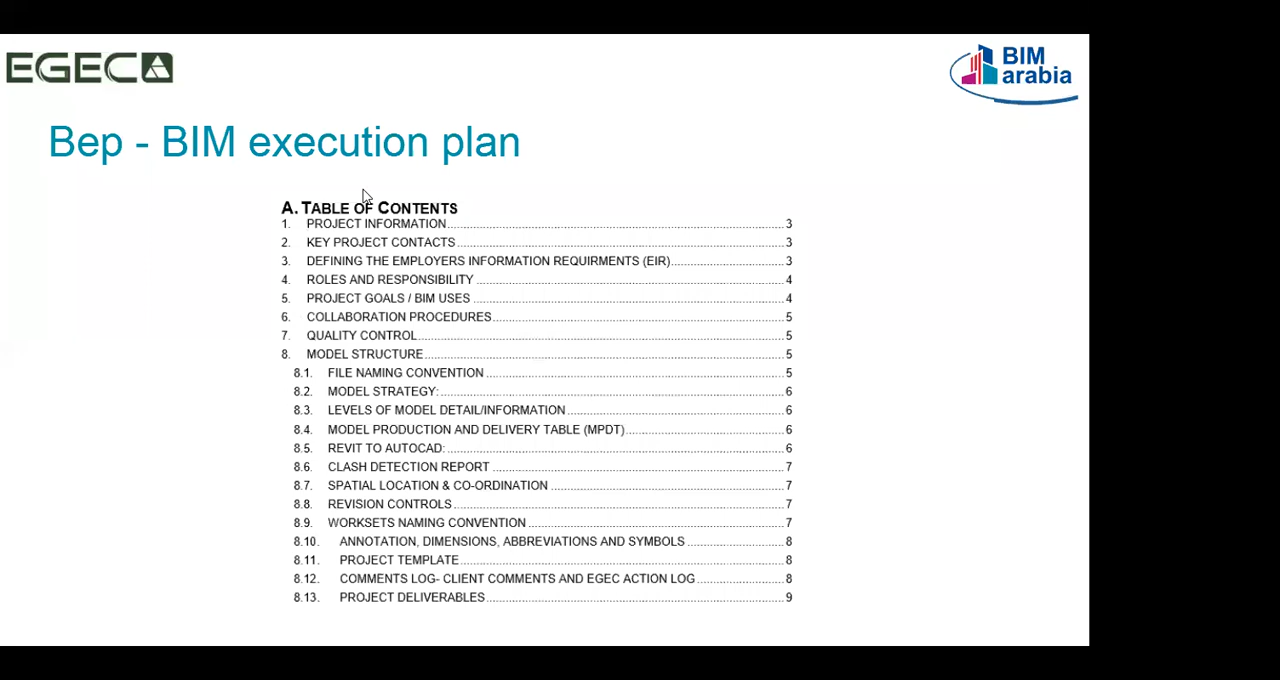 EGEC
BIM
arabia
Bep - BIM execution plan
A. TABLE OF CONTENTS
1. PROJECT INFORMATION 3
2. KEY PROJECT CONTACTS 3
3. DEFINING THE EMPLOYERS INFORMATION REQUIRMENTS (EIR) 3
4. ROLES AND RESPONSIBILITY 4
5. PROJECT GOALS / BIM USES 4
6. COLLABORATION PROCEDURES 5
7. QUALITY CONTROL 5
8. MODEL STRUCTURE 5
8.1. FILE NAMING CONVENTION 5
8.2. MODEL STRATEGY: 6
8.3. LEVELS OF MODEL DETAIL/INFORMATION 6
8.4. MODEL PRODUCTION AND DELIVERY TABLE (MPDT) 6
8.5. REVIT TO AUTOCAD: 6
8.6. CLASH DETECTION REPORT 7
8.7. SPATIAL LOCATION & CO-ORDINATION 7
8.8. REVISION CONTROLS 7
8.9. WORKSETS NAMING CONVENTION 7
8.10. ANNOTATION, DIMENSIONS, ABBREVIATIONS AND SYMBOLS 8
8.11. PROJECT TEMPLATE 8
8.12. COMMENTS LOG- CLIENT COMMENTS AND EGEC ACTION LOG 8
8.13. PROJECT DELIVERABLES 9